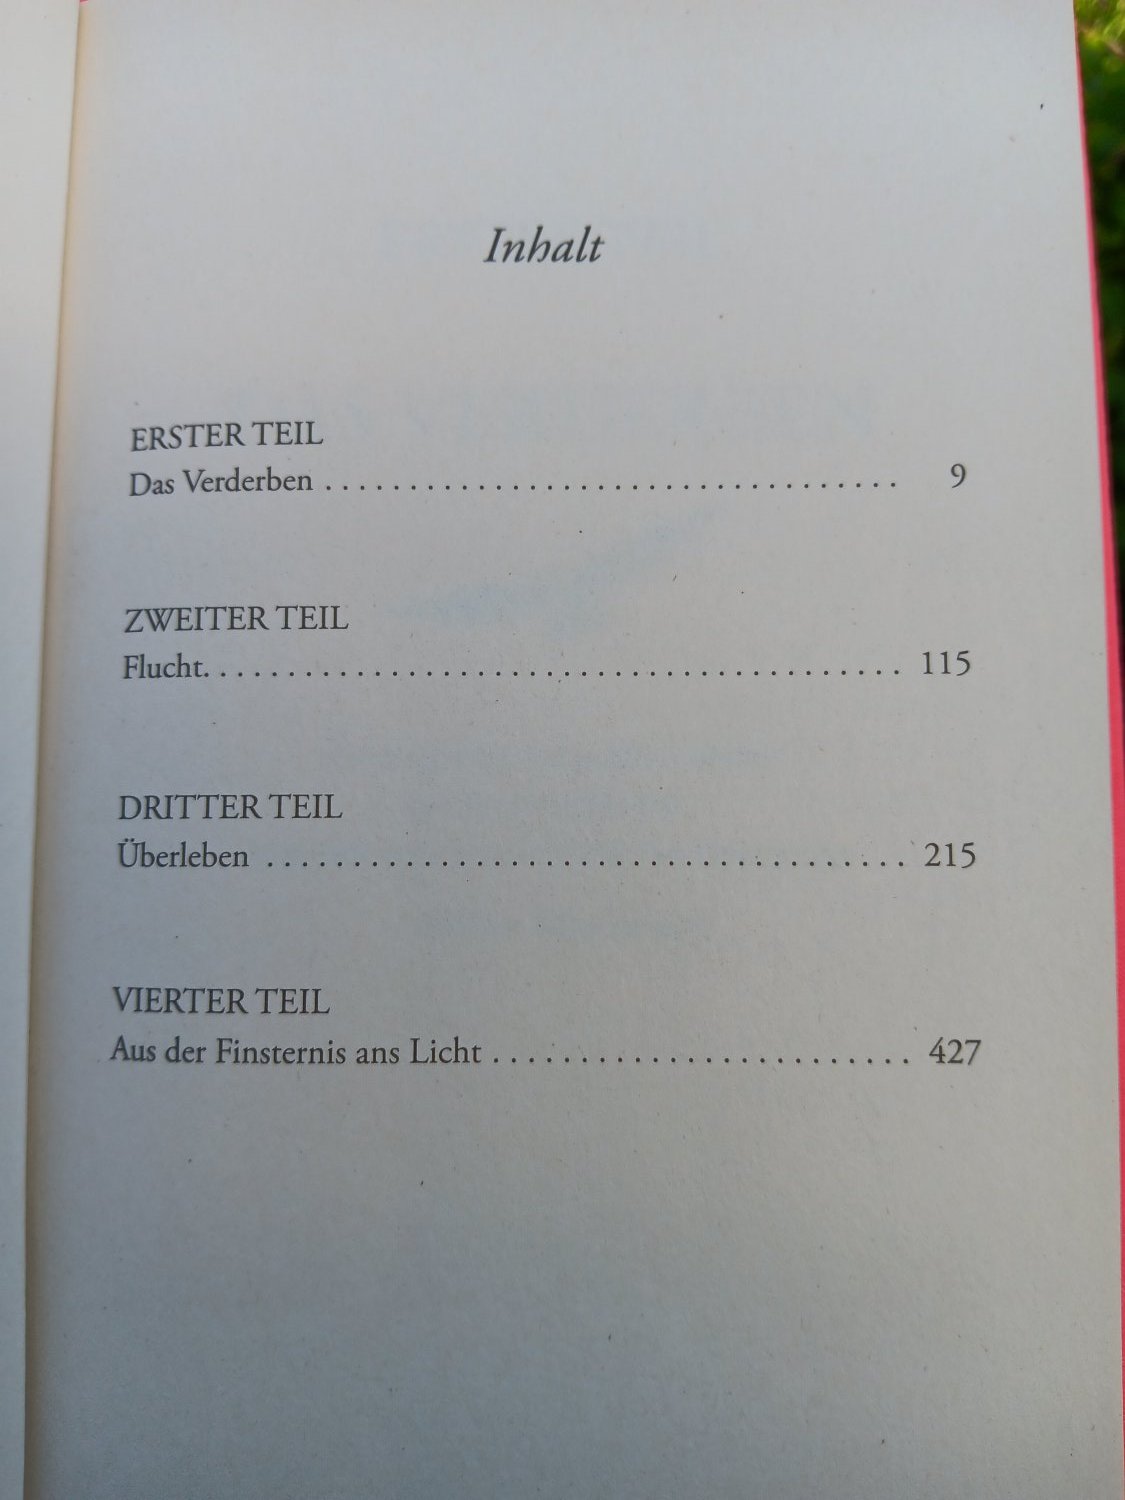 Inhalt
ERSTER TEIL
Das Verderben . . . . . . . . . . . . . . . . . . . . . . . . . . . . . . . . . . 9
ZWEITER TEIL
Flucht. . . . . . . . . . . . . . . . . . . . . . . . . . . . . . . . . . . . . . . . . 115
DRITTER TEIL
Überleben . . . . . . . . . . . . . . . . . . . . . . . . . . . . . . . . . . . . . . 215
VIERTER TEIL
Aus der Finsternis ans Licht . . . . . . . . . . . . . . . . . . . . . . . . . 427